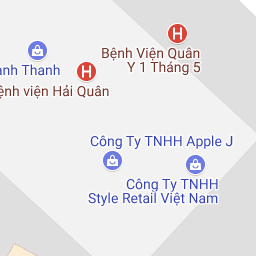 Bệnh Viện Quân
Y 1 Tháng 5
anh Thanh
ệnh viện Hải Quân
Công Ty TNHH Apple J
Công Ty TNHH
Style Retail Việt Nam